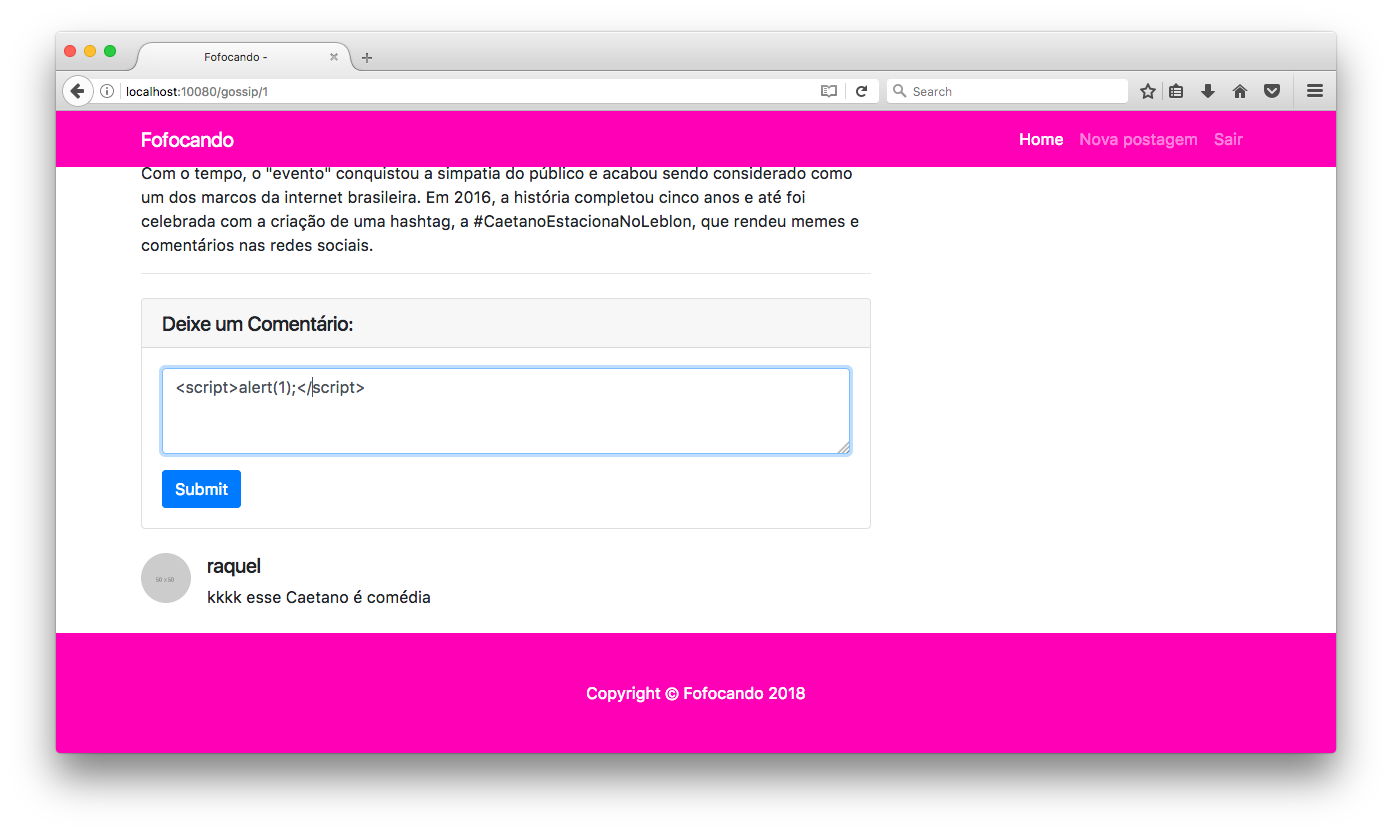 Fofocando -
localhost:10080/gossip/1
Search
Fofocando
Home
Nova postagem
Sair
Com o tempo, o "evento" conquistou a simpatia do público e acabou sendo considerado como
um dos marcos da internet brasileira. Em 2016, a história completou cinco anos e até foi
celebrada com a criação de uma hashtag, a #CaetanoEstacionaNoLeblon, que rendeu memes e
comentários nas redes sociais.
Deixe um Comentário:
<script>alert(1);</script>
Submit
50 x 50
raquel
kkkk esse Caetano é comédia
Copyright © Fofocando 2018